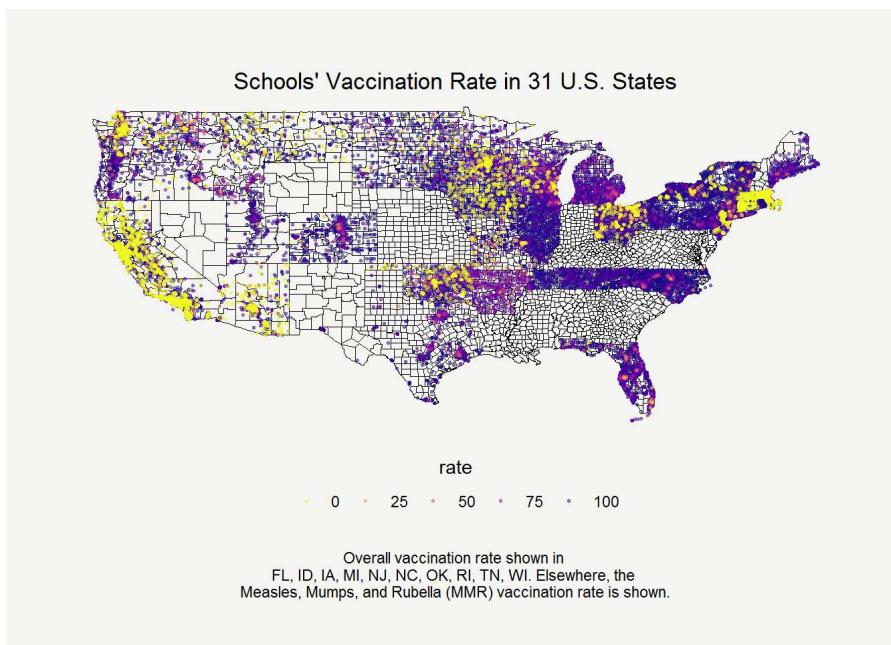 Schools' Vaccination Rate in 31 U.S. States
rate
0 25 50 75 100
Overall vaccination rate shown in
FL, ID, IA, MI, NJ, NC, OK, RI, TN, WI. Elsewhere, the
Measles, Mumps, and Rubella (MMR) vaccination rate is shown.